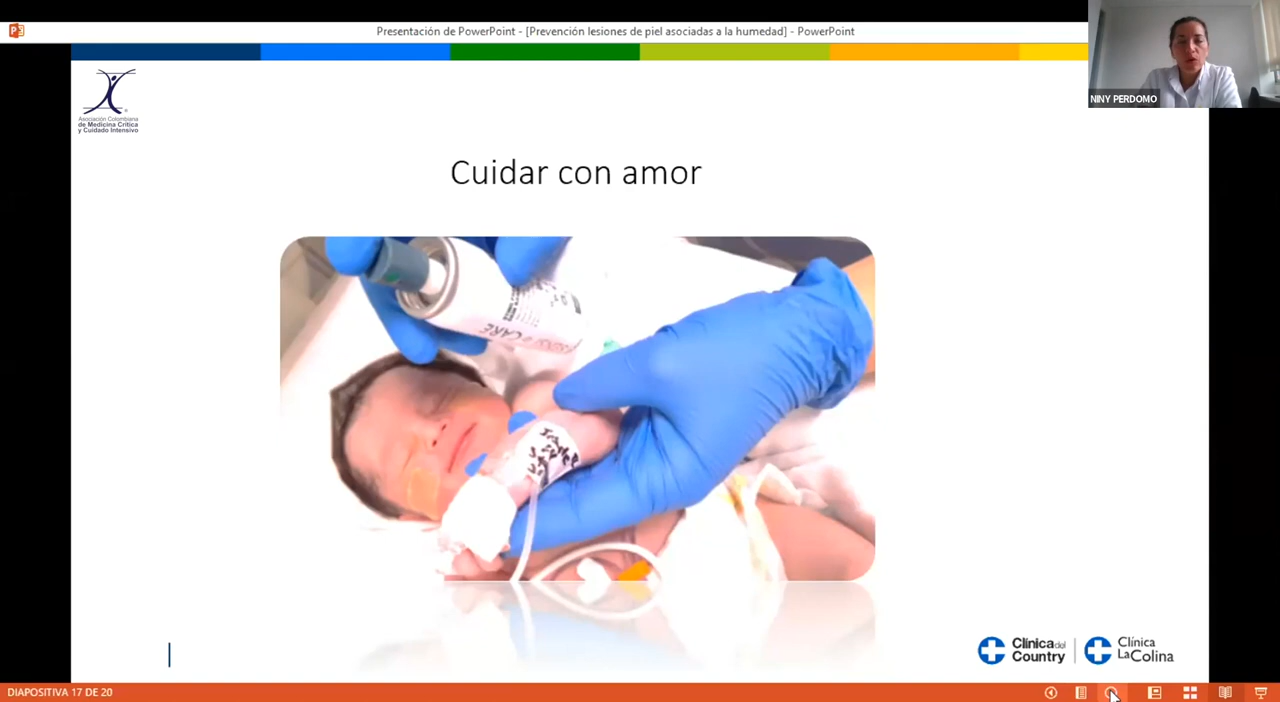 Presentación de PowerPoint - [Prevención lesiones de piel asociadas a la humedad] - PowerPoint
NINY PERDOMO
Asociación Colombiana
de Medicina Crítica
y Cuidado Intensivo
Cuidar con amor
Clínica del
Country
Clínica
La Colina
DIAPOSITIVA 17 DE 20